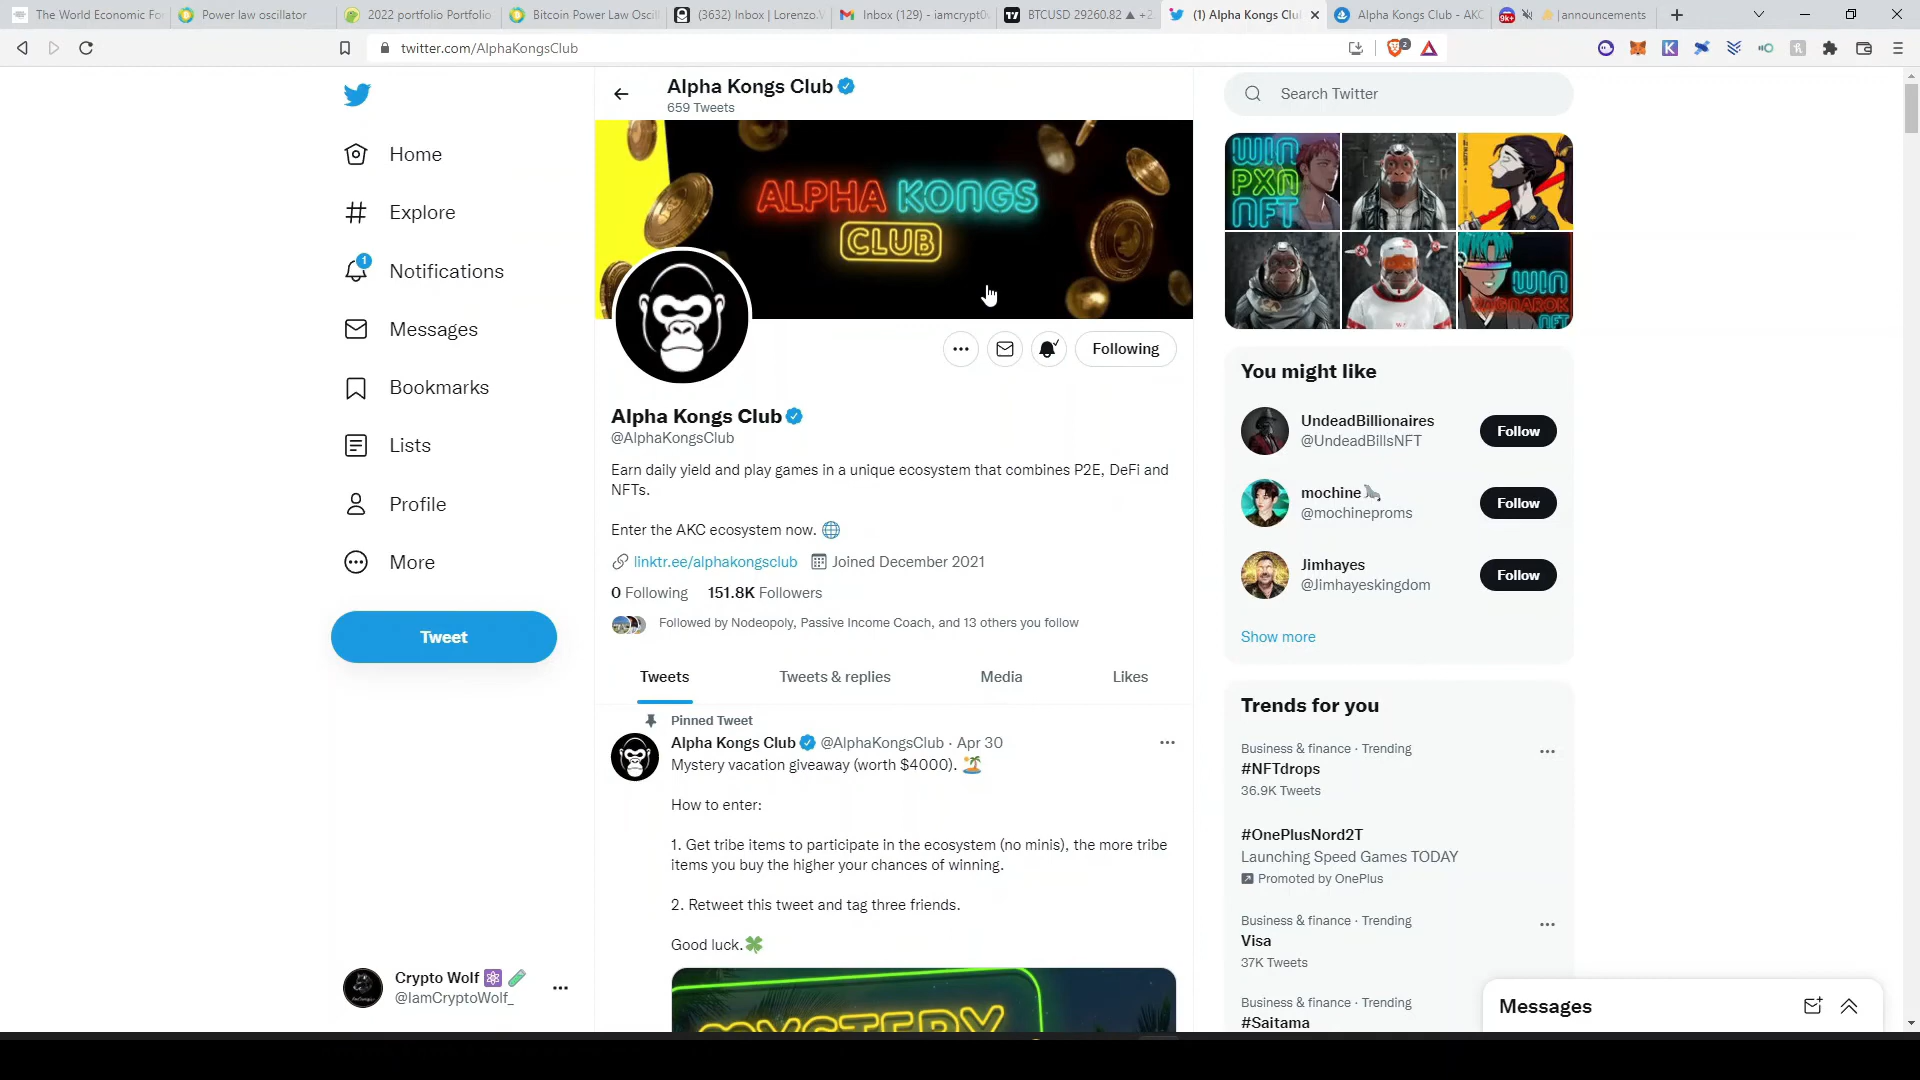 The World Economic Fo
Power law oscillator
2022 portfolio Portfolio
Bitcoin Power Law Oscil
(3632) Inbox | Lorenzo.
Inbox (129) - iamcrypt
BTCUSD 29260.82 ▲ +2
(1) Alpha Kongs Clu
Alpha Kongs Club - AKC
9k+
| announcements
twitter.com/AlphaKongsClub
2
Alpha Kongs Club
659 Tweets
Search Twitter
Home
Explore
1
Notifications
Messages
Bookmarks
Lists
Profile
More
Tweet
Crypto Wolf
@IamCryptoWolf_
ALPHA KONGS
CLUB
Following
Alpha Kongs Club
@AlphaKongsClub
Earn daily yield and play games in a unique ecosystem that combines P2E, DeFi and
NFTs.
Enter the AKC ecosystem now.
linktr.ee/alphakongsclub Joined December 2021
0 Following 151.8K Followers
Followed by Nodeopoly, Passive Income Coach, and 13 others you follow
Tweets Tweets & replies Media Likes
Pinned Tweet
Alpha Kongs Club @AlphaKongsClub · Apr 30
Mystery vacation giveaway (worth $4000).
How to enter:
1. Get tribe items to participate in the ecosystem (no minis), the more tribe
items you buy the higher your chances of winning.
2. Retweet this tweet and tag three friends.
Good luck.
MYSTERY
WIN
PXN
NFT
WIN
RAGNAROK
NFT
You might like
UndeadBillionaires
@UndeadBillsNFT
Follow
mochine
@mochineproms
Follow
Jimhayes
@Jimhayeskingdom
Follow
Show more
Trends for you
Business & finance · Trending
#NFTdrops
36.9K Tweets
#OnePlusNord2T
Launching Speed Games TODAY
Promoted by OnePlus
Business & finance · Trending
Visa
37K Tweets
Business & finance · Trending
#Saitama
Messages